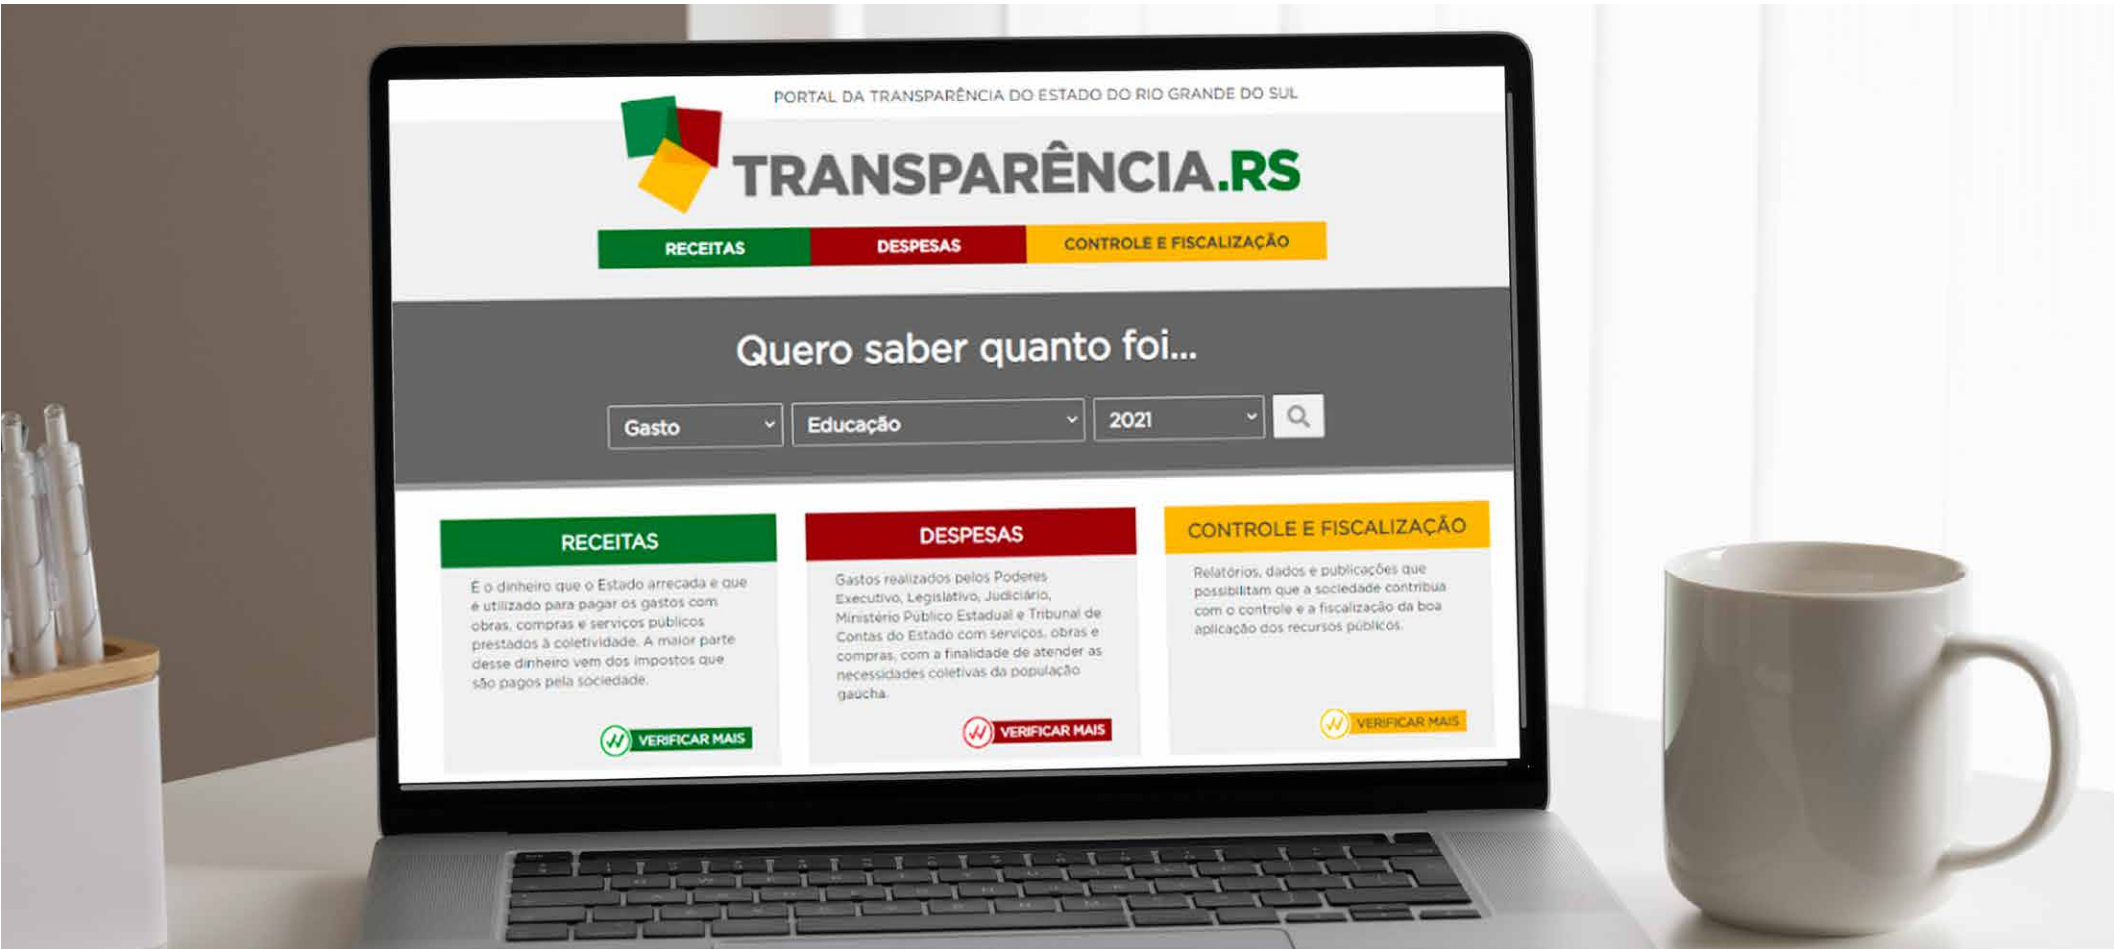 PORTAL DA TRANSPARÊNCIA DO ESTADO DO RIO GRANDE DO SUL
TRANSPARÊNCIA.RS
RECEITAS
DESPESAS
CONTROLE E FISCALIZAÇÃO
Quero saber quanto foi...
Gasto
Educação
2021
RECEITAS
É o dinheiro que o Estado arrecada e que
é utilizado para pagar os gastos com
obras, compras e serviços públicos
prestados à coletividade. A maior parte
desse dinheiro vem dos impostos que
são pagos pela sociedade.
VERIFICAR MAIS
DESPESAS
Gastos realizados pelos Poderes
Executivo, Legislativo, Judiciário,
Ministério Público Estadual e Tribunal de
Contas do Estado com serviços, obras e
compras, com a finalidade de atender as
necessidades coletivas da população
gaúcha.
VERIFICAR MAIS
CONTROLE E FISCALIZAÇÃO
Relatórios, dados e publicações que
possibilitam que a sociedade contribua
com o controle e a fiscalização da boa
aplicação dos recursos públicos.
VERIFICAR MAIS